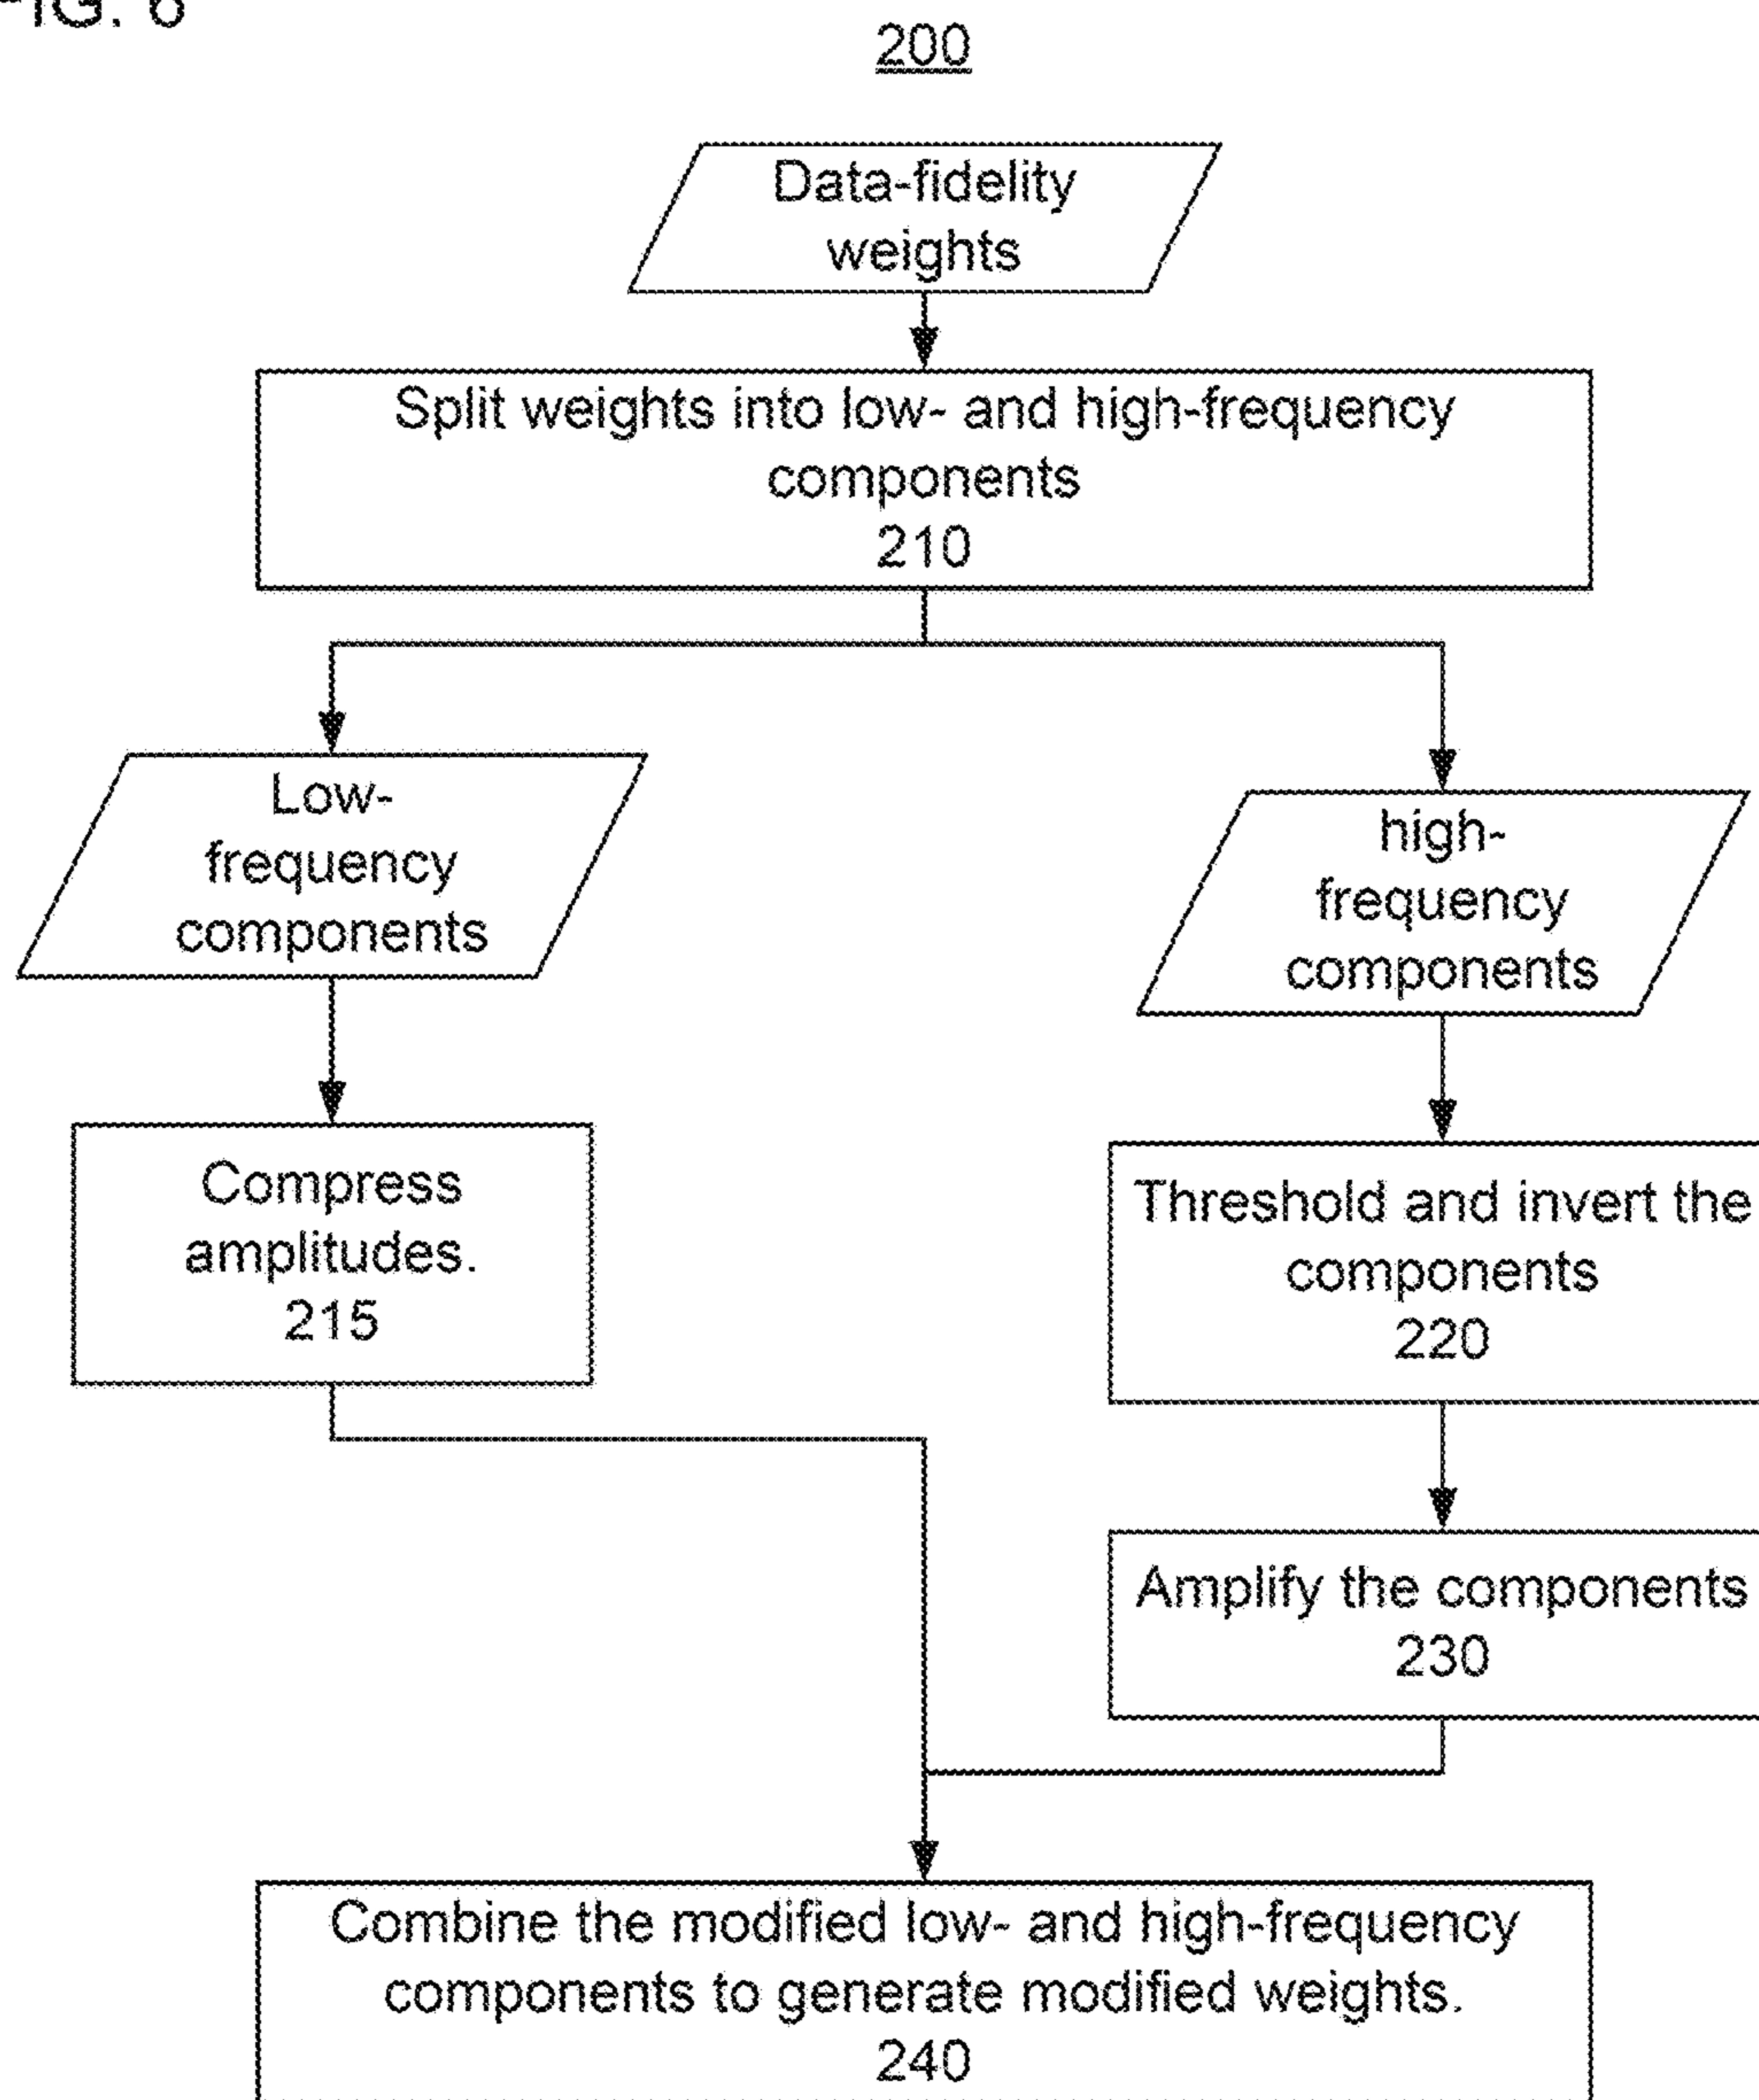 FIG. 6
200
Data-fidelity
weights
Split weights into low- and high-frequency
components
210
Low-
frequency
components
high-
frequency
components
Compress
amplitudes.
215
Threshold and invert the
components
220
Amplify the components
230
Combine the modified low- and high-frequency
components to generate modified weights.
240